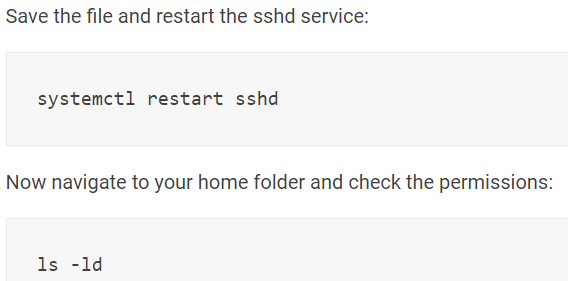 Save the file and restart the sshd service:
systemctl restart sshd
Now navigate to your home folder and check the permissions:
ls -ld